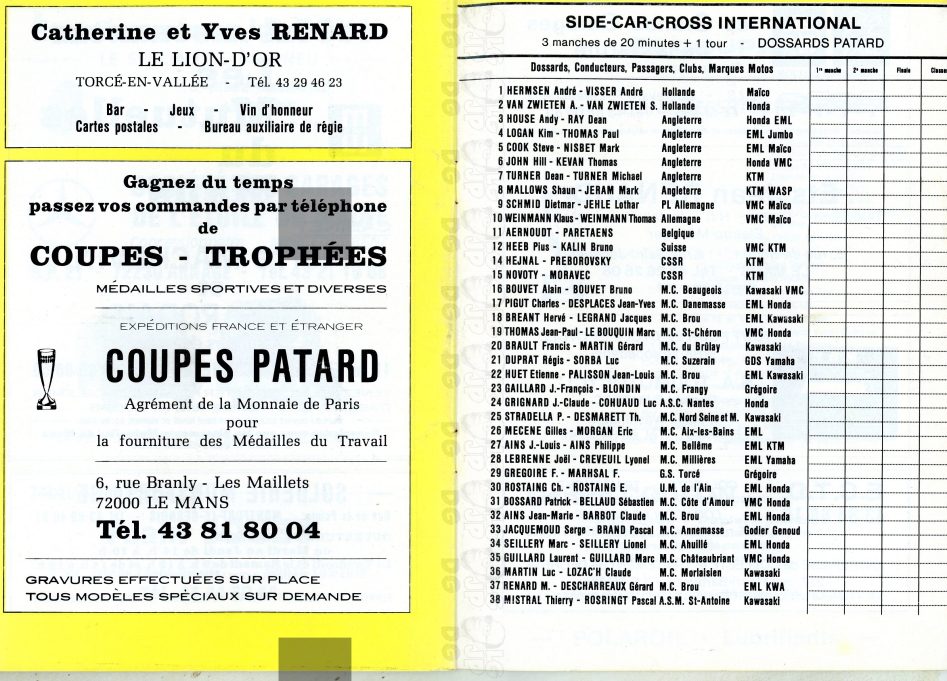 Catherine et Yves RENARD
LE LION-D'OR
TORCÉ-EN-VALLÉE - Tél. 43 29 46 23
Bar - Jeux - Vin d'honneur
Cartes postales - Bureau auxiliaire de régie
Gagnez du temps
passez vos commandes par téléphone
de
COUPES - TROPHÉES
MÉDAILLES SPORTIVES ET DIVERSES
EXPÉDITIONS FRANCE ET ÉTRANGER
COUPES PATARD
Agrément de la Monnaie de Paris
pour
la fourniture des Médailles du Travail
6, rue Branly - Les Maillets
72000 LE MANS
Tél. 43 81 80 04
GRAVURES EFFECTUÉES SUR PLACE
TOUS MODÈLES SPÉCIAUX SUR DEMANDE
SIDE-CAR-CROSS INTERNATIONAL
3 manches de 20 minutes + 1 tour - DOSSARDS PATARD
Dossards, Conducteurs, Passagers, Clubs, Marques Motos 1re manche 2e manche Finale
1 HERMSEN André - VISSER André Hollande Maïco
2 VAN ZWIETEN A. - VAN ZWIETEN S. Hollande Honda
3 HOUSE Andy - RAY Dean Angleterre Honda EML
4 LOGAN Kim - THOMAS Paul Angleterre EML Jumbo
5 COOK Steve - NISBET Mark Angleterre EML Maïco
6 JOHN Hill - KEVAN Thomas Angleterre Honda VMC
7 TURNER Dean - TURNER Michael Angleterre KTM
8 MALLOWS Shaun - JERAM Mark Angleterre KTM WASP
9 SCHMID Dietmar - JEHLE Lothar PL Allemagne VMC Maïco
10 WEINMANN Klaus - WEINMANN Thomas Allemagne VMC Maïco
11 AERNOUDT - PARETAENS Belgique
12 HEEB Pius - KALIN Bruno Suisse VMC KTM
14 HEJNAL - PREBOROVSKY CSSR KTM
15 NOVOTY - MORAVEC CSSR KTM
16 BOUVET Alain - BOUVET Bruno M.C. Beaugeois Kawasaki VMC
17 PIGUT Charles - DESPLACES Jean-Yves M.C. Danemasse EML Honda
18 BREANT Hervé - LEGRAND Jacques M.C. Brou EML Kawasaki
19 THOMAS Jean-Paul - LE BOUQUIN Marc M.C. St-Chéron VMC Honda
20 BRAULT Francis - MARTIN Gérard M.C. du Brûlay Kawasaki
21 DUPRAT Régis - SORBA Luc M.C. Suzerain GDS Yamaha
22 HUET Etienne - PALISSON Jean-Louis M.C. Brou EML Kawasaki
23 GAILLARD J.-François - BLONDIN M.C. Frangy Grégoire
24 GRIGNARD J.-Claude - COHUAUD Luc A.S.C. Nantes Honda
25 STRADELLA P. - DESMARETT Th. M.C. Nord Seine et M. Kawasaki
26 MECENE Gilles - MORGAN Eric M.C. Aix-les-Bains EML
27 AINS J.-Louis - AINS Philippe M.C. Bellême EML KTM
28 LEBRENNE Joël - CREVEUIL Lyonel M.C. Millières EML Yamaha
29 GREGOIRE F. - MARHSAL F. G.S. Torcé Grégoire
30 ROSTAING Ch. - ROSTAING E. U.M. de l'Ain EML Honda
31 BOSSARD Patrick - BELLAUD Sébastien M.C. Côte d'Amour VMC Honda
32 AINS Jean-Marie - BARBOT Claude M.C. Brou EML Honda
33 JACQUEMOUD Serge - BRAND Pascal M.C. Annemasse Godier Genoud
34 SEILLERY Marc - SEILLERY Lionel M.C. Ahuillé EML Honda
35 GUILLARD Laurent - GUILLARD Marc M.C. Châteaubriant VMC Honda
36 MARTIN Luc - LOZAC'H Claude M.C. Morlaisien Kawasaki
37 RENARD M. - DESCHARREAUX Gérard M.C. Brou EML KWA
38 MISTRAL Thierry - ROSRINGT Pascal A.S.M. St-Antoine Kawasaki